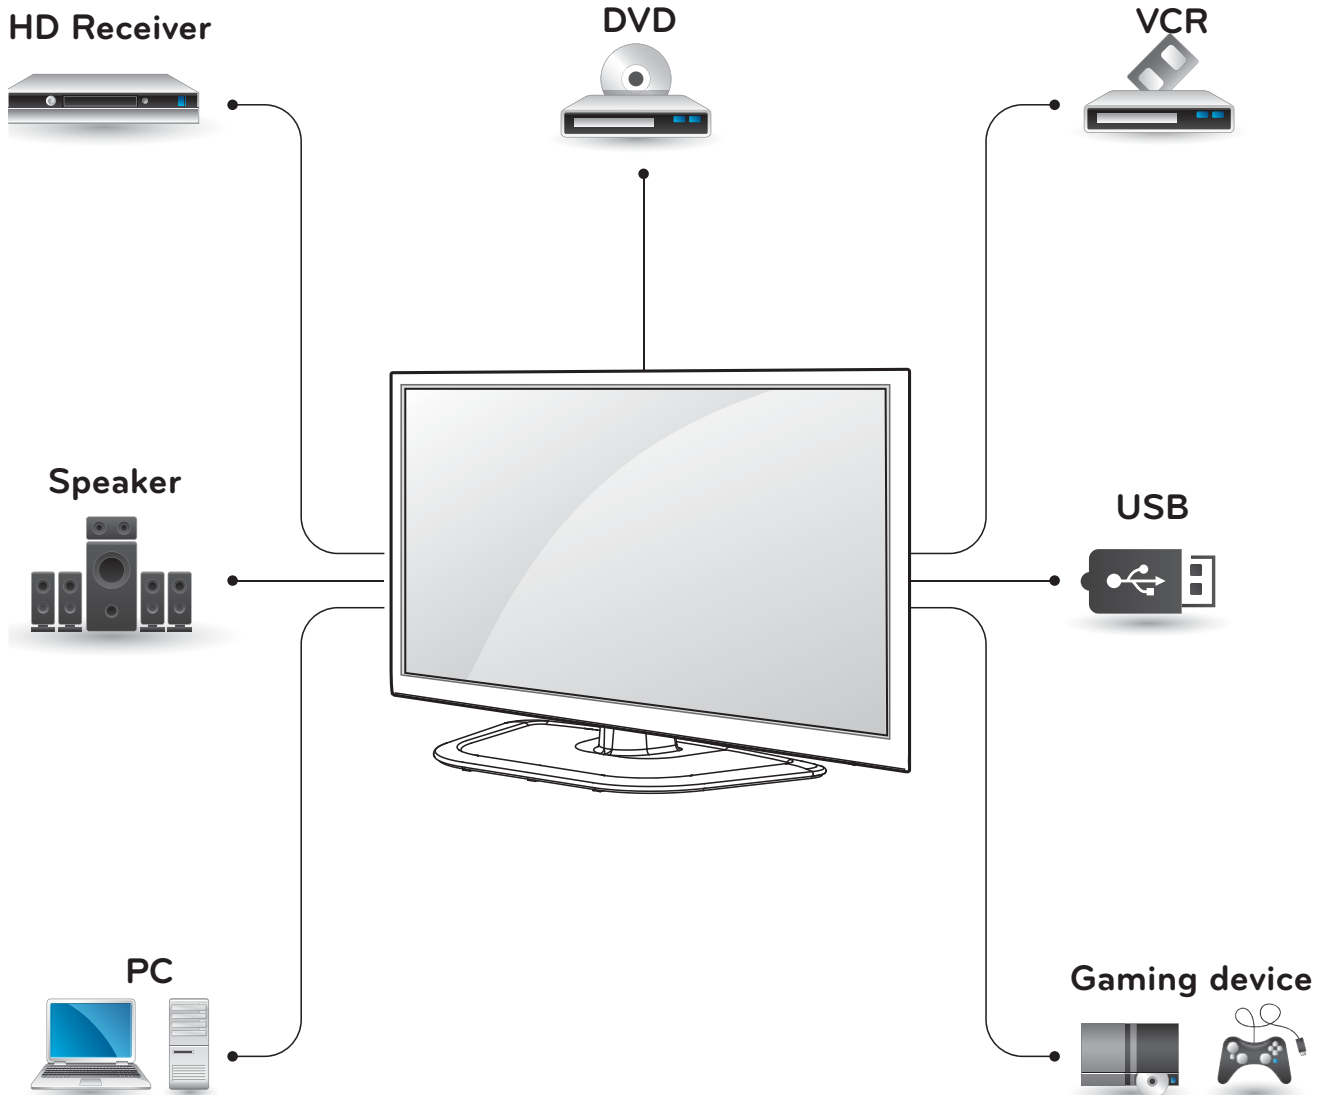 HD Receiver
DVD
VCR
Speaker
USB
PC
Gaming device